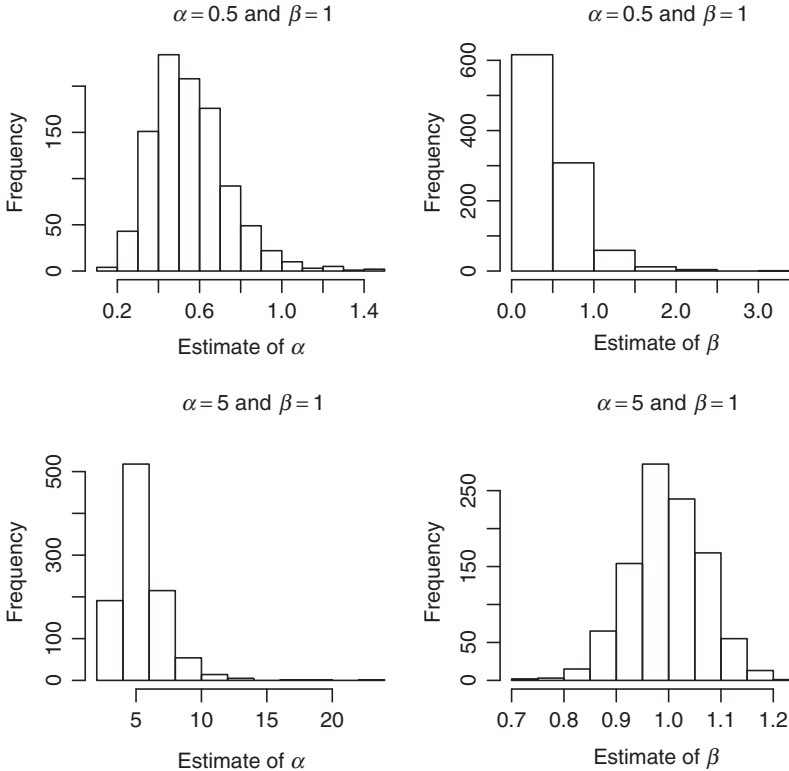 α = 0.5 and β = 1
Frequency
150
50
0
0.2 0.6 1.0 1.4
Estimate of α
α = 0.5 and β = 1
Frequency
600
400
200
0
0.0 1.0 2.0 3.0
Estimate of β
α = 5 and β = 1
Frequency
500
300
100
0
5 10 15 20
Estimate of α
α = 5 and β = 1
Frequency
250
150
50
0
0.7 0.8 0.9 1.0 1.1 1.2
Estimate of β